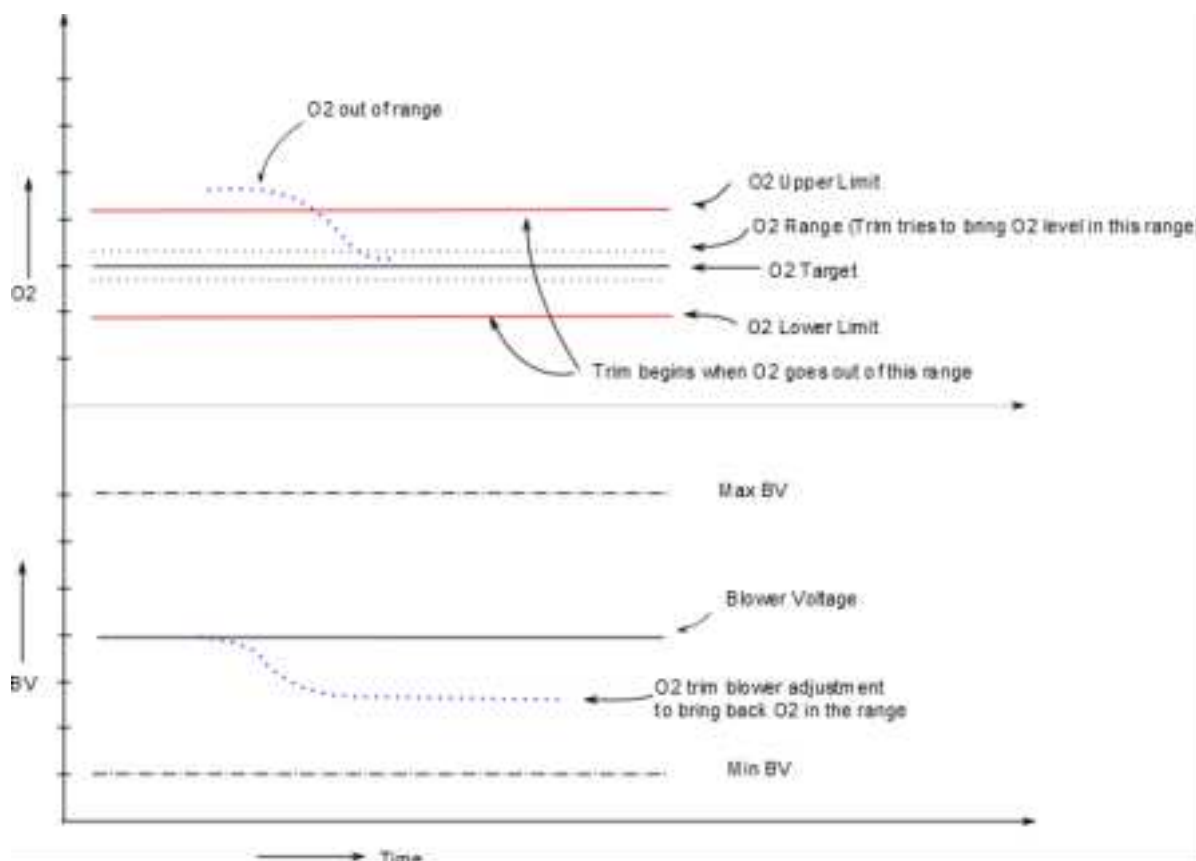 O2 out of range
O2 Upper Limit
O2 Range (Trim tries to bring O2 level in this range
O2 Target
O2
O2 Lower Limit
Trim begins when O2 goes out of this range
Max BV
Blower Voltage
BV
O2 trim blower adjustment
to bring back O2 in the range
Min BV
Time